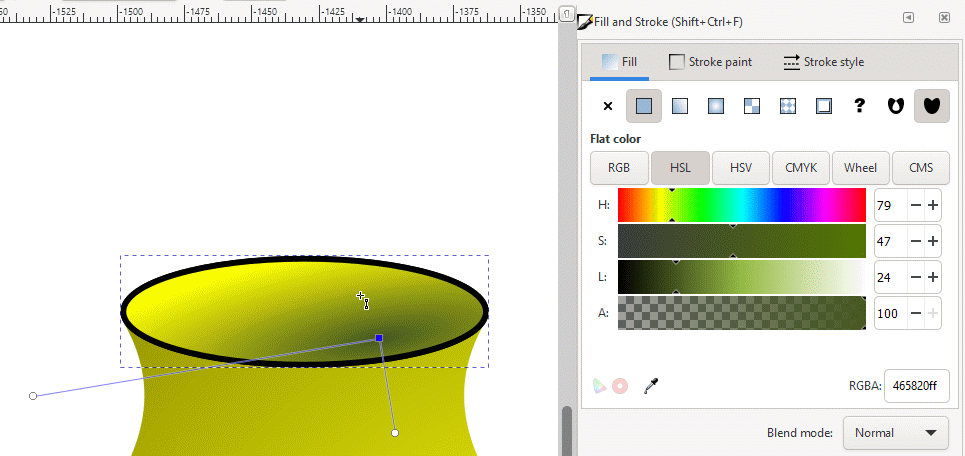 50 -1525 -1500 -1475 -1450 -1425 -1400 -1375 -1350
Fill and Stroke (Shift+Ctrl+F)
Fill Stroke paint Stroke style
?
Flat color
RGB HSL HSV CMYK Wheel CMS
H: 79 − +
S: 47 − +
L: 24 − +
A: 100 − +
RGBA: 465820ff
Blend mode: Normal